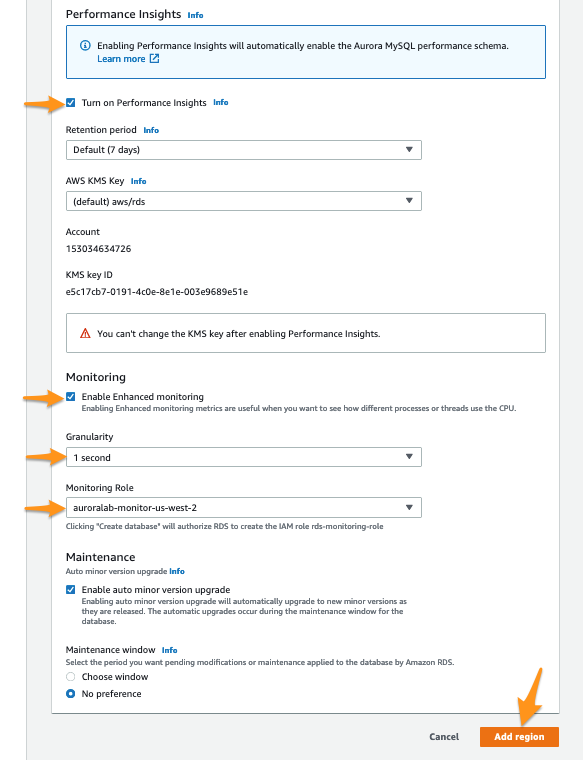 Performance Insights Info
Enabling Performance Insights will automatically enable the Aurora MySQL performance schema.
Learn more
Turn on Performance Insights Info
Retention period Info
Default (7 days)
AWS KMS Key Info
(default) aws/rds
Account
153034634726
KMS key ID
e5c17cb7-0191-4c0e-8e1e-003e9689e51e
You can't change the KMS key after enabling Performance Insights.
Monitoring
Enable Enhanced monitoring
Enabling Enhanced monitoring metrics are useful when you want to see how different processes or threads use the CPU.
Granularity
1 second
Monitoring Role
auroralab-monitor-us-west-2
Clicking "Create database" will authorize RDS to create the IAM role rds-monitoring-role
Maintenance
Auto minor version upgrade Info
Enable auto minor version upgrade
Enabling auto minor version upgrade will automatically upgrade to new minor versions as
they are released. The automatic upgrades occur during the maintenance window for the
database.
Maintenance window Info
Select the period you want pending modifications or maintenance applied to the database by Amazon RDS.
Choose window
No preference
Cancel Add region